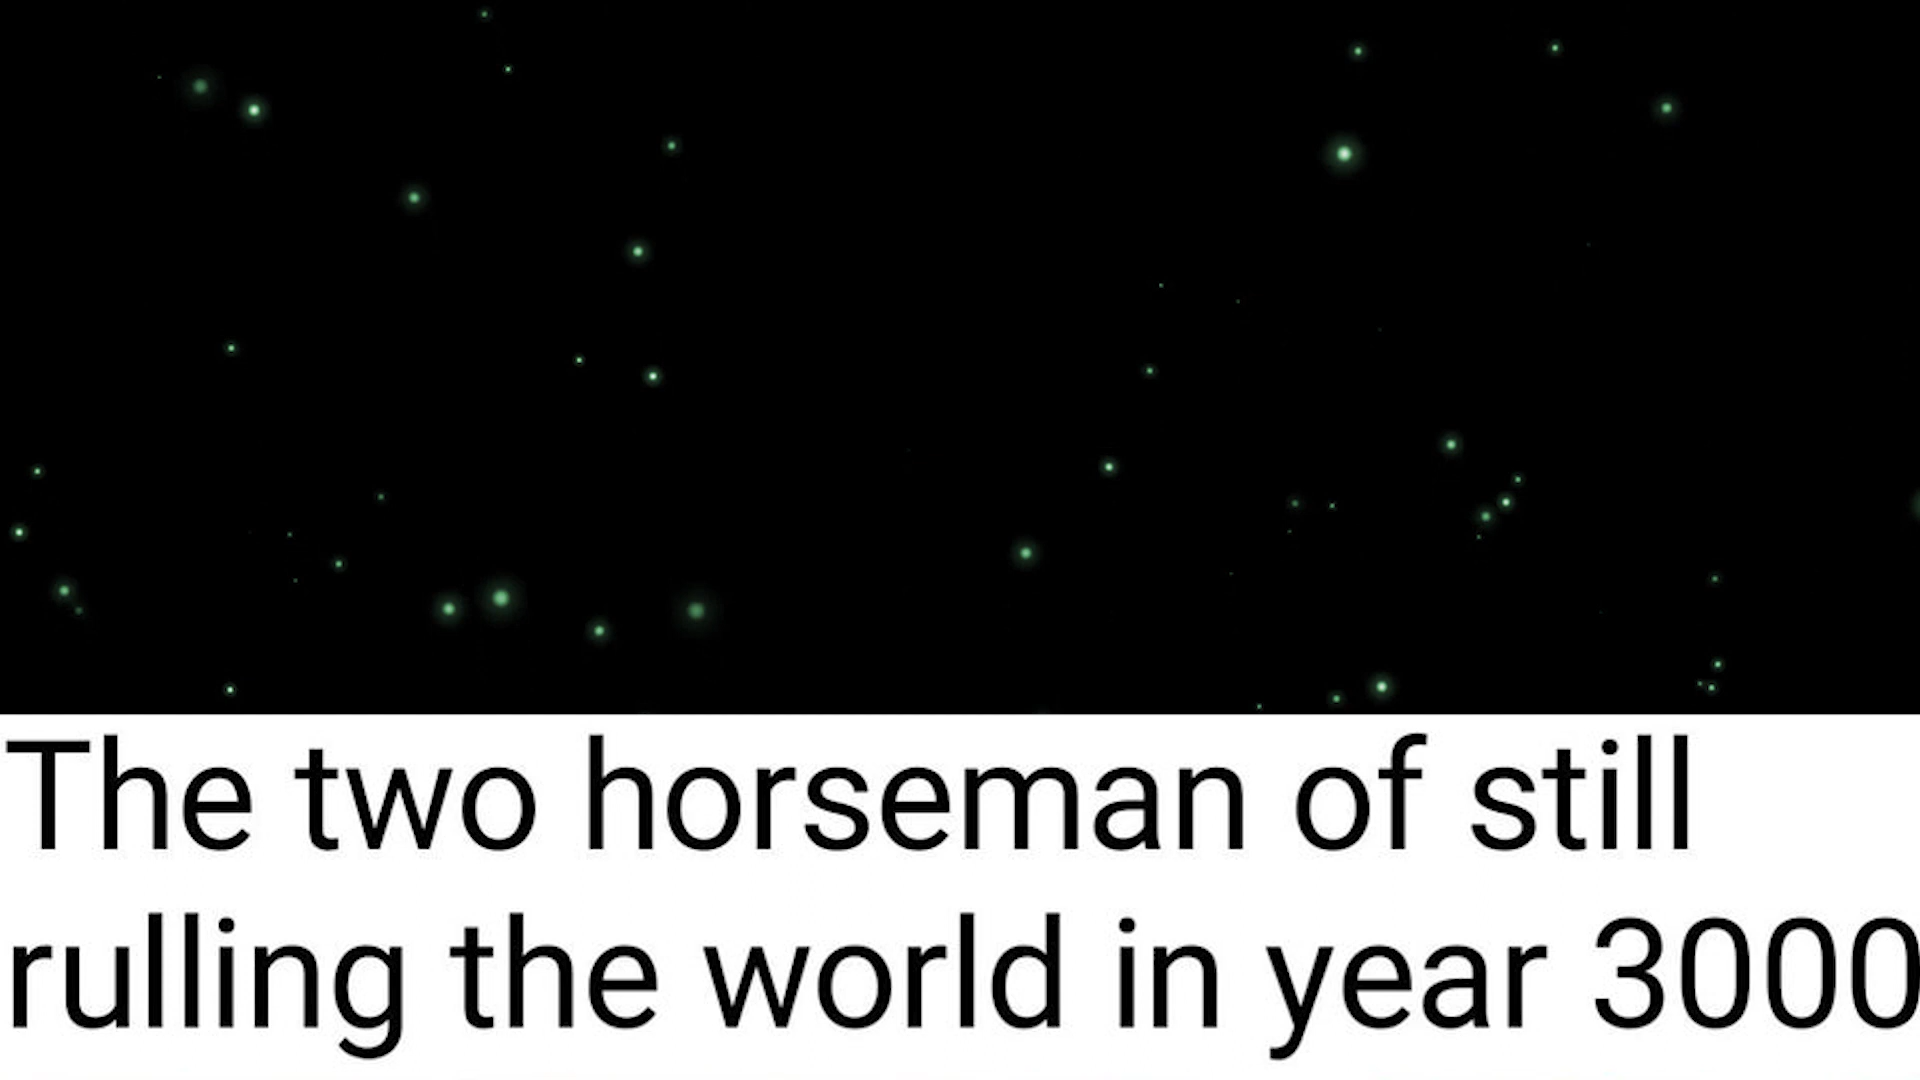 The two horseman of still
rulling the world in year 3000